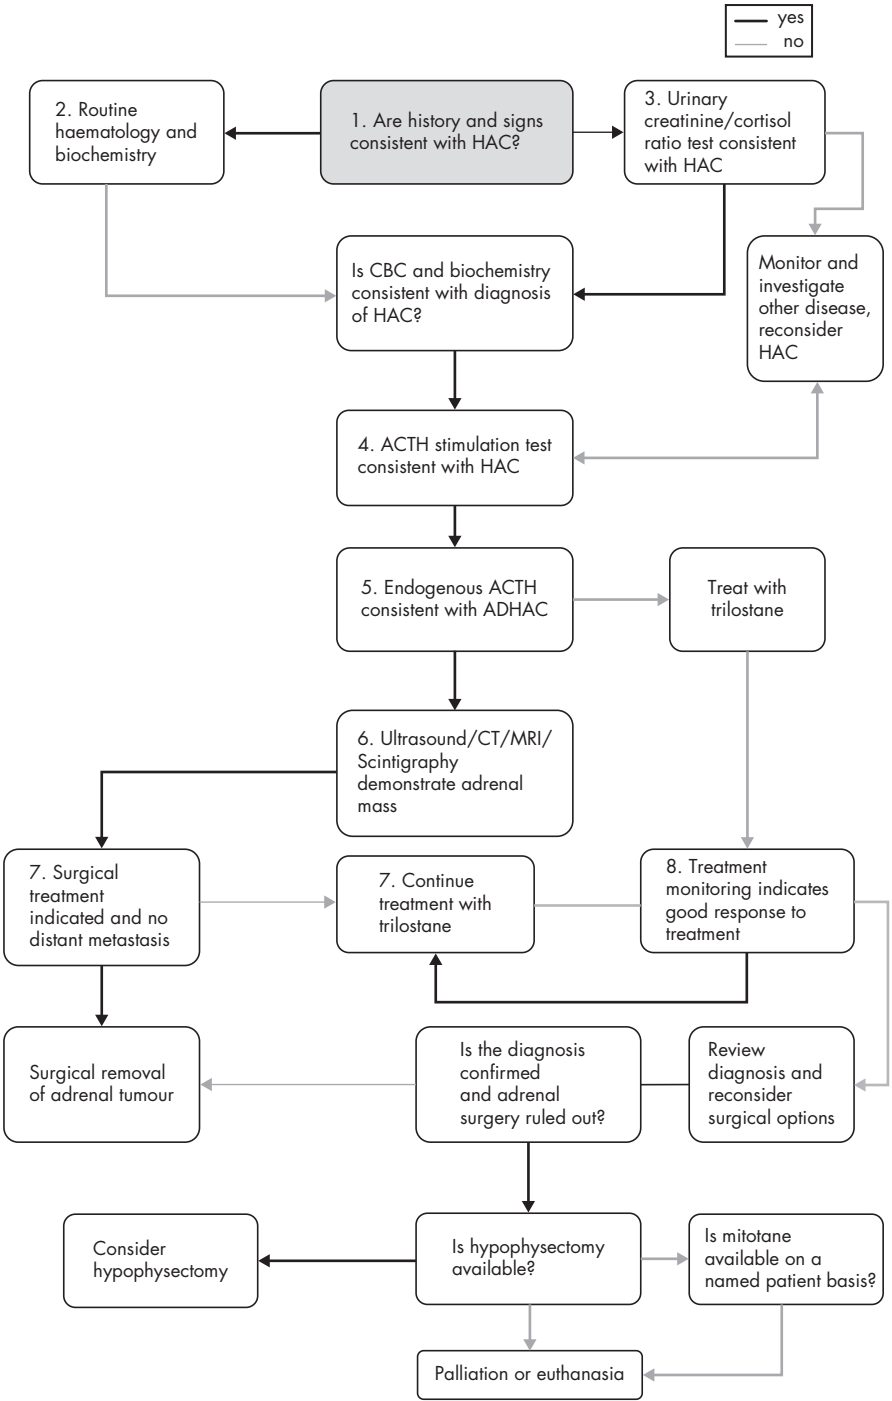 yes
no
2. Routine
haematology and
biochemistry
1. Are history and signs
consistent with HAC?
3. Urinary
creatinine/cortisol
ratio test consistent
with HAC
Is CBC and biochemistry
consistent with diagnosis
of HAC?
Monitor and
investigate
other disease,
reconsider
HAC
4. ACTH stimulation test
consistent with HAC
5. Endogenous ACTH
consistent with ADHAC
Treat with
trilostane
6. Ultrasound/CT/MRI/
Scintigraphy
demonstrate adrenal
mass
7. Surgical
treatment
indicated and no
distant metastasis
7. Continue
treatment with
trilostane
8. Treatment
monitoring indicates
good response to
treatment
Surgical removal
of adrenal tumour
Is the diagnosis
confirmed
and adrenal
surgery ruled out?
Review
diagnosis and
reconsider
surgical options
Consider
hypophysectomy
Is hypophysectomy
available?
Is mitotane
available on a
named patient basis?
Palliation or euthanasia